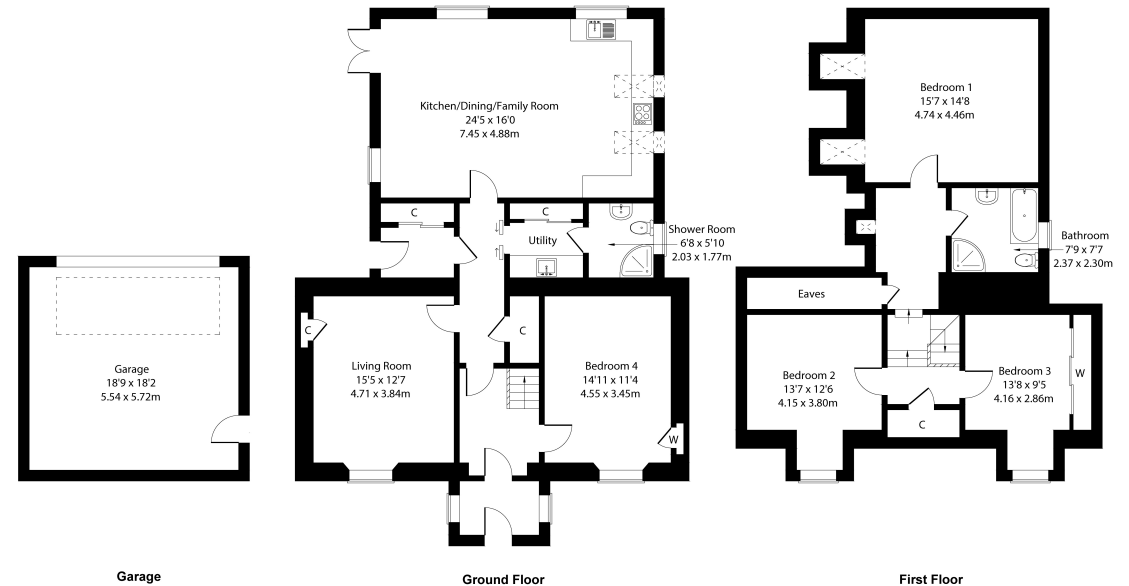 Kitchen/Dining/Family Room
24'5 x 16'0
7.45 x 4.88m
C
C
Utility
Shower Room
6'8 x 5'10
2.03 x 1.77m
C
Living Room
15'5 x 12'7
4.71 x 3.84m
C
Bedroom 4
14'11 x 11'4
4.55 x 3.45m
W
Garage
18'9 x 18'2
5.54 x 5.72m
Bedroom 1
15'7 x 14'8
4.74 x 4.46m
Bathroom
7'9 x 7'7
2.37 x 2.30m
Eaves
Bedroom 2
13'7 x 12'6
4.15 x 3.80m
Bedroom 3
13'8 x 9'5
4.16 x 2.86m
W
C
Garage
Ground Floor
First Floor